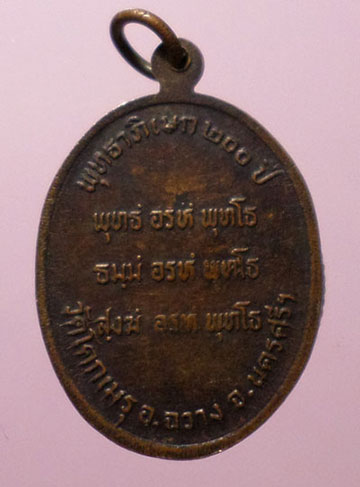 พุทธาภิเษก ๒๐๐ ปี
พุทธํ อรหํ พุทโธ
ธมฺมํ อรหํ พุทโธ
สงฺฆํ อรหํ พุทโธ
วัดโคกเมรุ อ.ฉวาง จ.นครศรีฯ